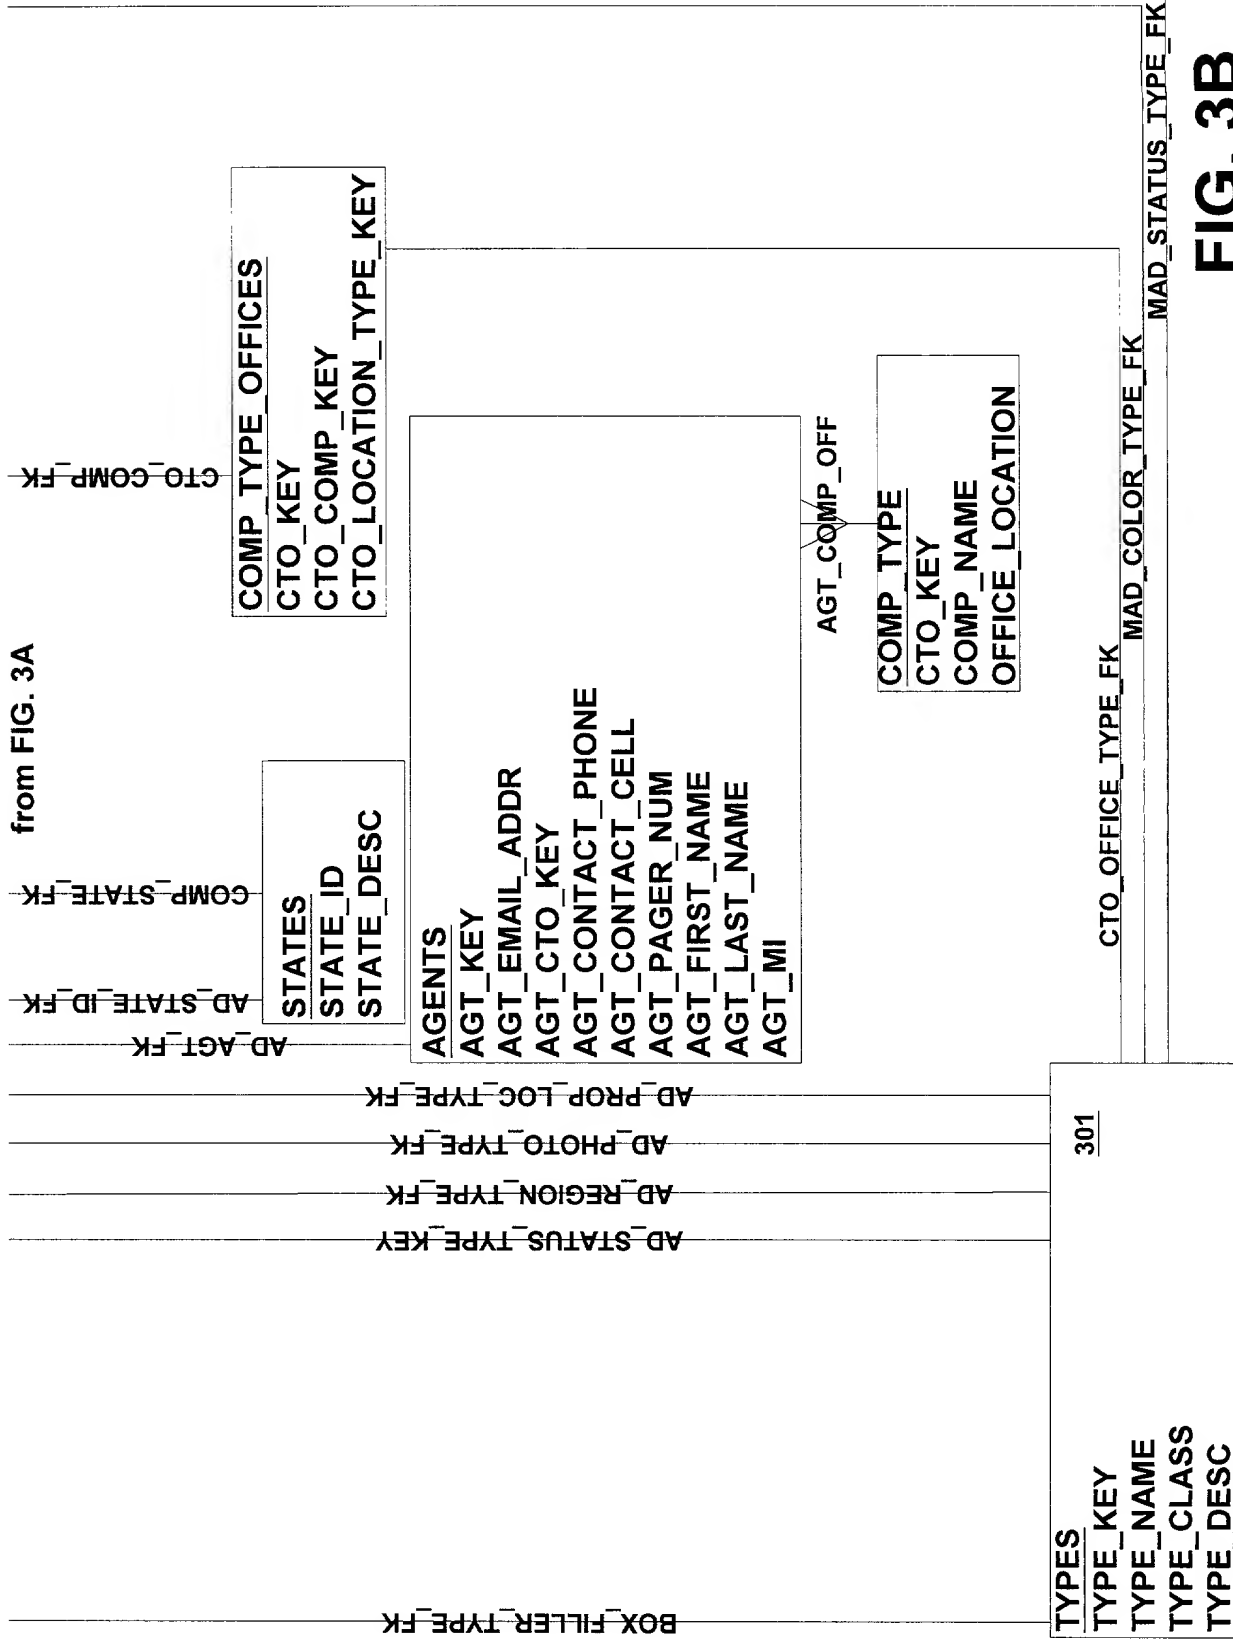 from FIG. 3A
BOX_FILLER_TYPE_FK
AD_STATUS_TYPE_KEY
AD_REGION_TYPE_FK
AD_PHOTO_TYPE_FK
AD_PROP_LOC_TYPE_FK
AD_AGT_FK
AD_STATE_ID_FK
COMP_STATE_FK
CTO_COMP_FK
STATES
STATE_ID
STATE_DESC
COMP_TYPE_OFFICES
CTO_KEY
CTO_COMP_KEY
CTO_LOCATION_TYPE_KEY
AGENTS
AGT_KEY
AGT_EMAIL_ADDR
AGT_CTO_KEY
AGT_CONTACT_PHONE
AGT_CONTACT_CELL
AGT_PAGER_NUM
AGT_FIRST_NAME
AGT_LAST_NAME
AGT_MI
AGT_COMP_OFF
COMP_TYPE
CTO_KEY
COMP_NAME
OFFICE_LOCATION
TYPES
301
TYPE_KEY
TYPE_NAME
TYPE_CLASS
TYPE_DESC
CTO_OFFICE_TYPE_FK
MAD_COLOR_TYPE_FK
MAD_STATUS_TYPE_FK
FIG. 3B